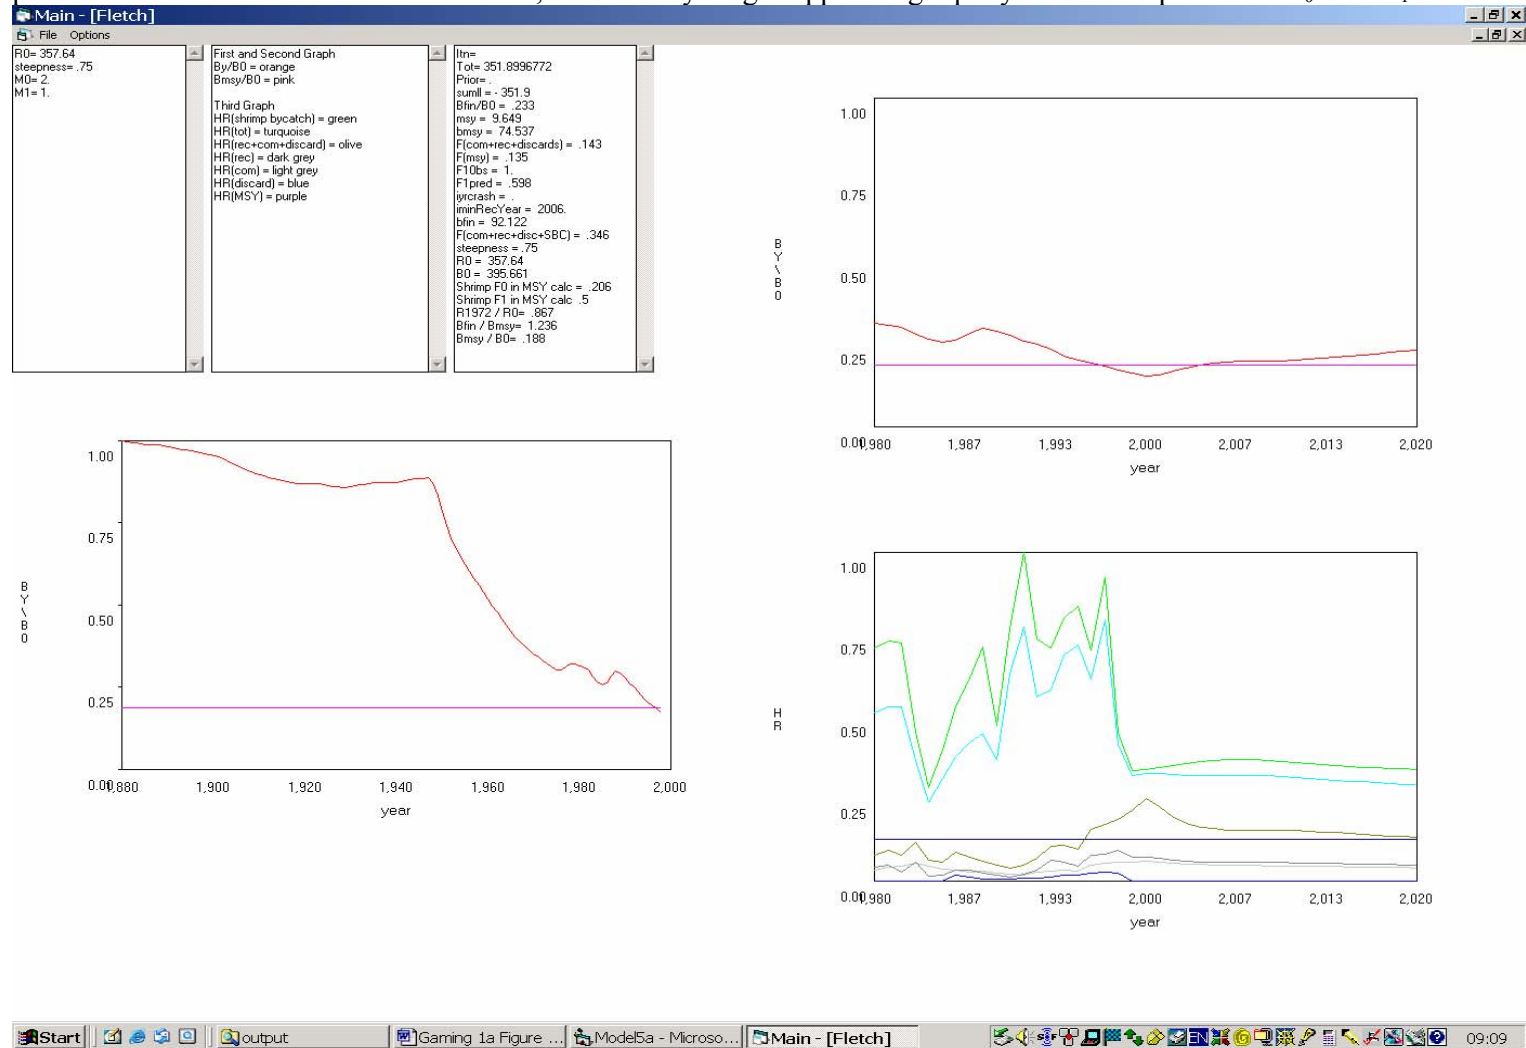 Main - [Fletch]
File Options
R0= 357.64
steepness= .75
M0= 2.
M1= 1.
First and Second Graph
By/B0 = orange
Bmsy/B0 = pink
Third Graph
HR(shrimp bycatch) = green
HR(tot) = turquoise
HR(rec+com+discard) = olive
HR(rec) = dark grey
HR(com) = light grey
HR(discard) = blue
HR(MSY) = purple
Itn=
Tot= 351.8996772
Prior= .
sumll = - 351.9
Bfin/B0 = .233
msy = 9.649
bmsy = 74.537
F(com+rec+discards) = .143
F(msy) = .135
F10bs = 1.
F1pred = .598
iyrcrash = .
iminRecYear = 2006.
bfin = 92.122
F(com+rec+disc+SBC) = .346
steepness = .75
R0 = 357.64
B0 = 395.661
Shrimp F0 in MSY calc = .206
Shrimp F1 in MSY calc .5
R1972 / R0= .867
Bfin / Bmsy= 1.236
Bmsy / B0= .188
1.00
0.75
0.50
0.25
0.00
B
Y
\
B
0
1,980 1,987 1,993 2,000 2,007 2,013 2,020
year
1.00
0.75
0.50
0.25
0.00
B
Y
\
B
0
1,880 1,900 1,920 1,940 1,960 1,980 2,000
year
1.00
0.75
0.50
0.25
0.00
H
R
1,980 1,987 1,993 2,000 2,007 2,013 2,020
year
Start output Gaming 1a Figure ... Model5a - Microso... Main - [Fletch] EN 09:09